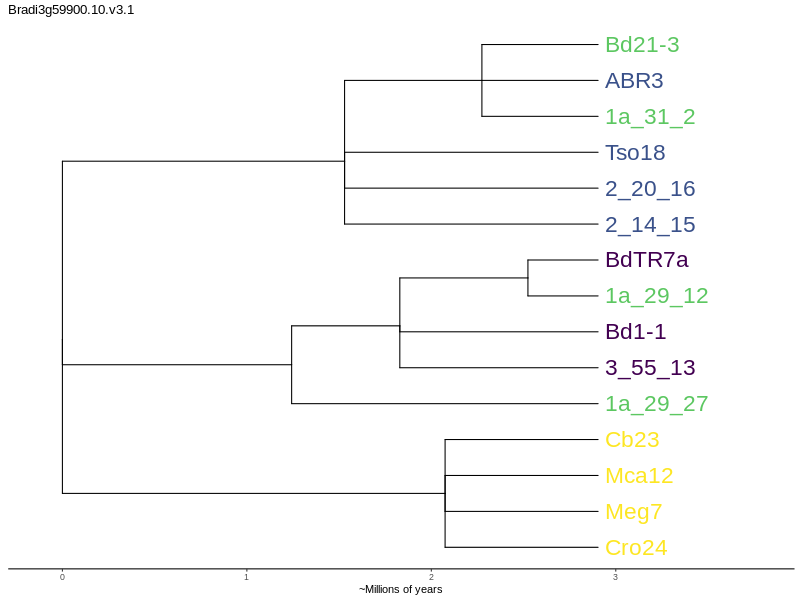 Bradi3g59900.10.v3.1
Bd21-3
ABR3
1a_31_2
Tso18
2_20_16
2_14_15
BdTR7a
1a_29_12
Bd1-1
3_55_13
1a_29_27
Cb23
Mca12
Meg7
Cro24
0 1 2 3
~Millions of years